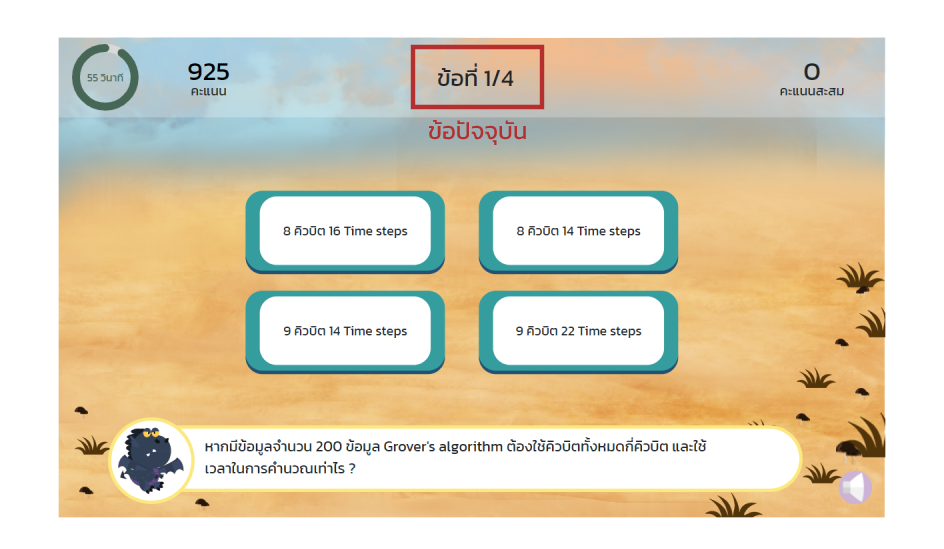 55 วินาที
925
คะแนน
ข้อที่ 1/4
0
คะแนนสะสม
ข้อปัจจุบัน
8 คิวบิต 16 Time steps
8 คิวบิต 14 Time steps
9 คิวบิต 14 Time steps
9 คิวบิต 22 Time steps
หากมีข้อมูลจำนวน 200 ข้อมูล Grover's algorithm ต้องใช้คิวบิตทั้งหมดกี่คิวบิต และใช้
เวลาในการคำนวณเท่าไร ?